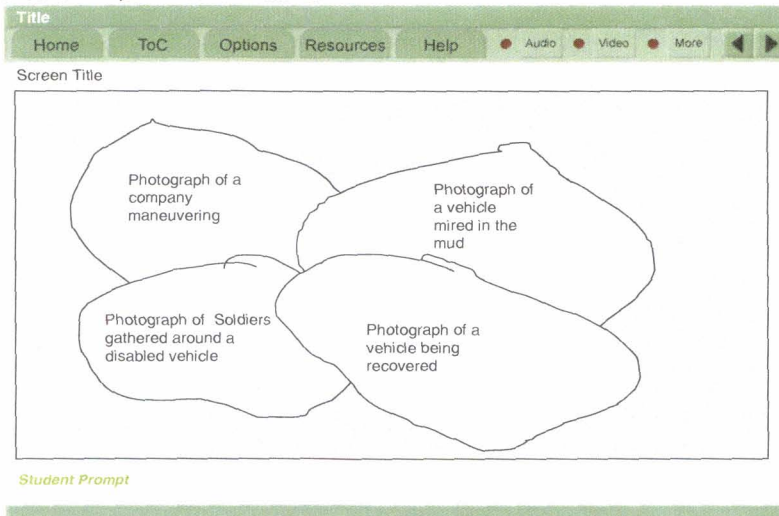 Title
Home ToC Options Resources Help Audio Video More
Screen Title
Photograph of a
company
maneuvering
Photograph of
a vehicle
mired in the
mud
Photograph of Soldiers
gathered around a
disabled vehicle
Photograph of a
vehicle being
recovered
Student Prompt